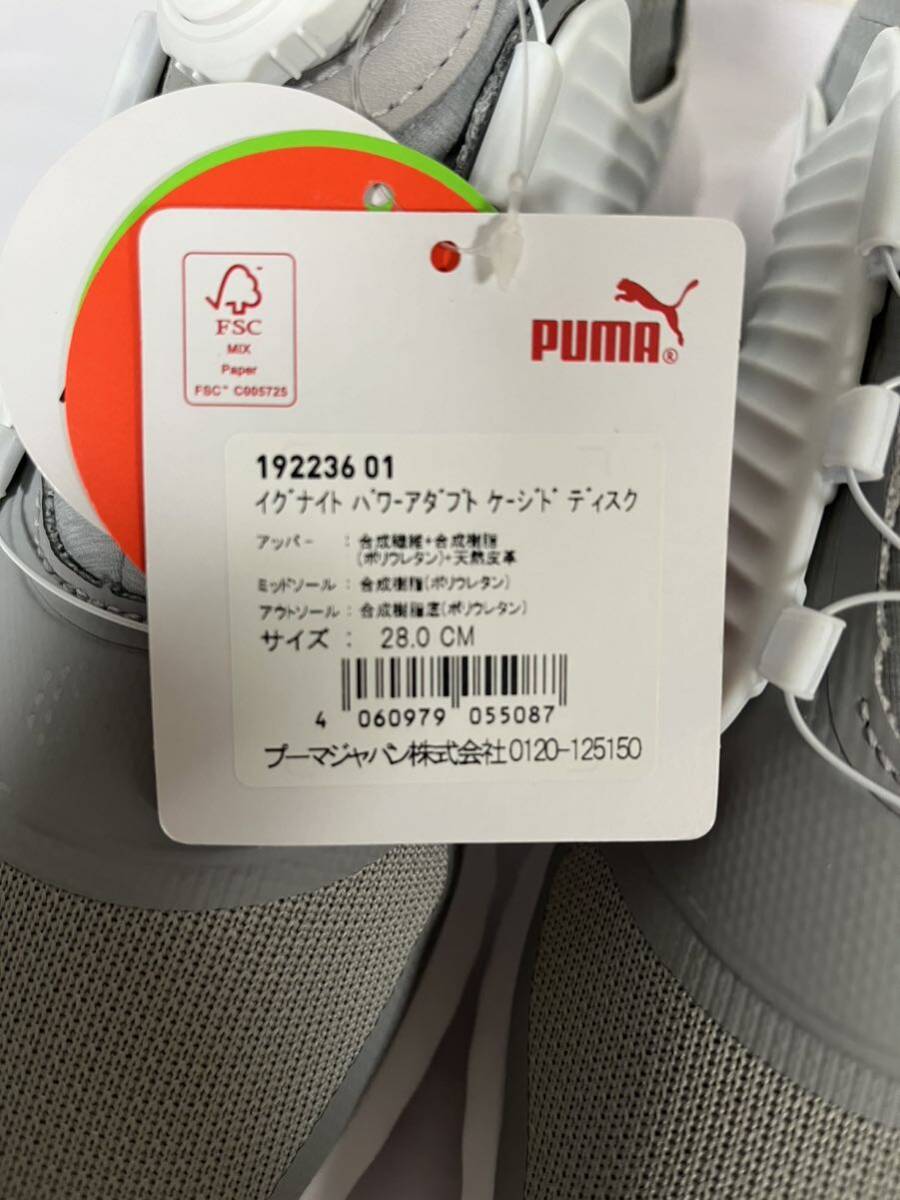 FSC
MIX
Paper
FSC™ C005725
PUMA®
192236 01
イグナイト パワーアダプト ケージド ディスク
アッパー : 合成繊維+合成樹脂
(ポリウレタン)+天然皮革
ミッドソール : 合成樹脂(ポリウレタン)
アウトソール : 合成樹脂底(ポリウレタン)
サイズ : 28.0 CM
4 060979 055087
プーマジャパン株式会社 0120-125150